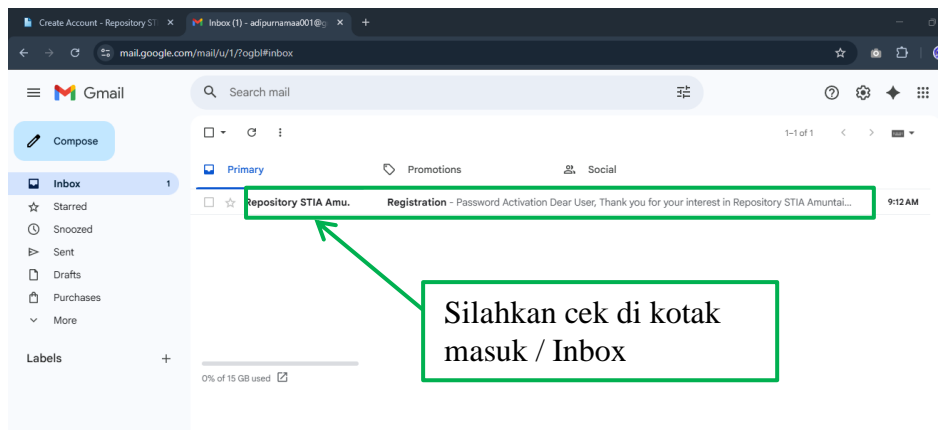 Create Account - Repository STI
Inbox (1) - adipurnamaa001@g
mail.google.com/mail/u/1/?ogbl#inbox
Gmail
Search mail
Compose
1–1 of 1
Primary
Promotions
Social
Inbox 1
Repository STIA Amu. Registration - Password Activation Dear User, Thank you for your interest in Repository STIA Amuntai... 9:12 AM
Starred
Snoozed
Sent
Drafts
Purchases
More
Labels
Silahkan cek di kotak
masuk / Inbox
0% of 15 GB used